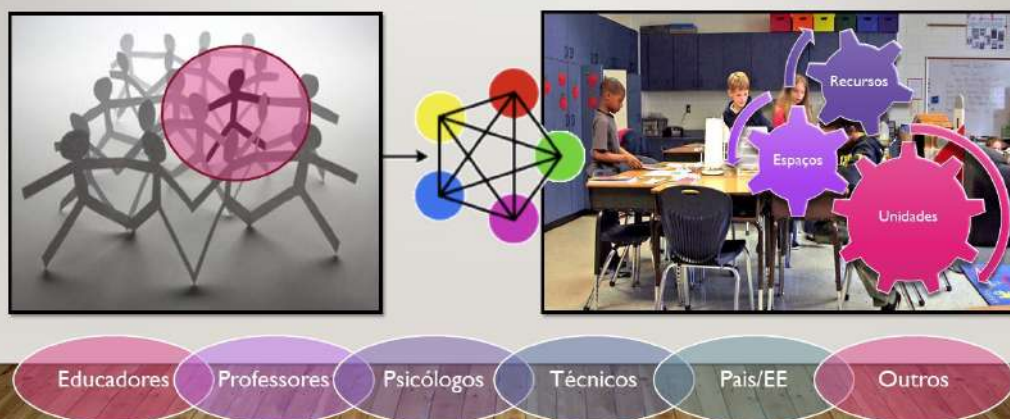 Recursos
Espaços
Unidades
Educadores
Professores
Psicólogos
Técnicos
Pais/EE
Outros